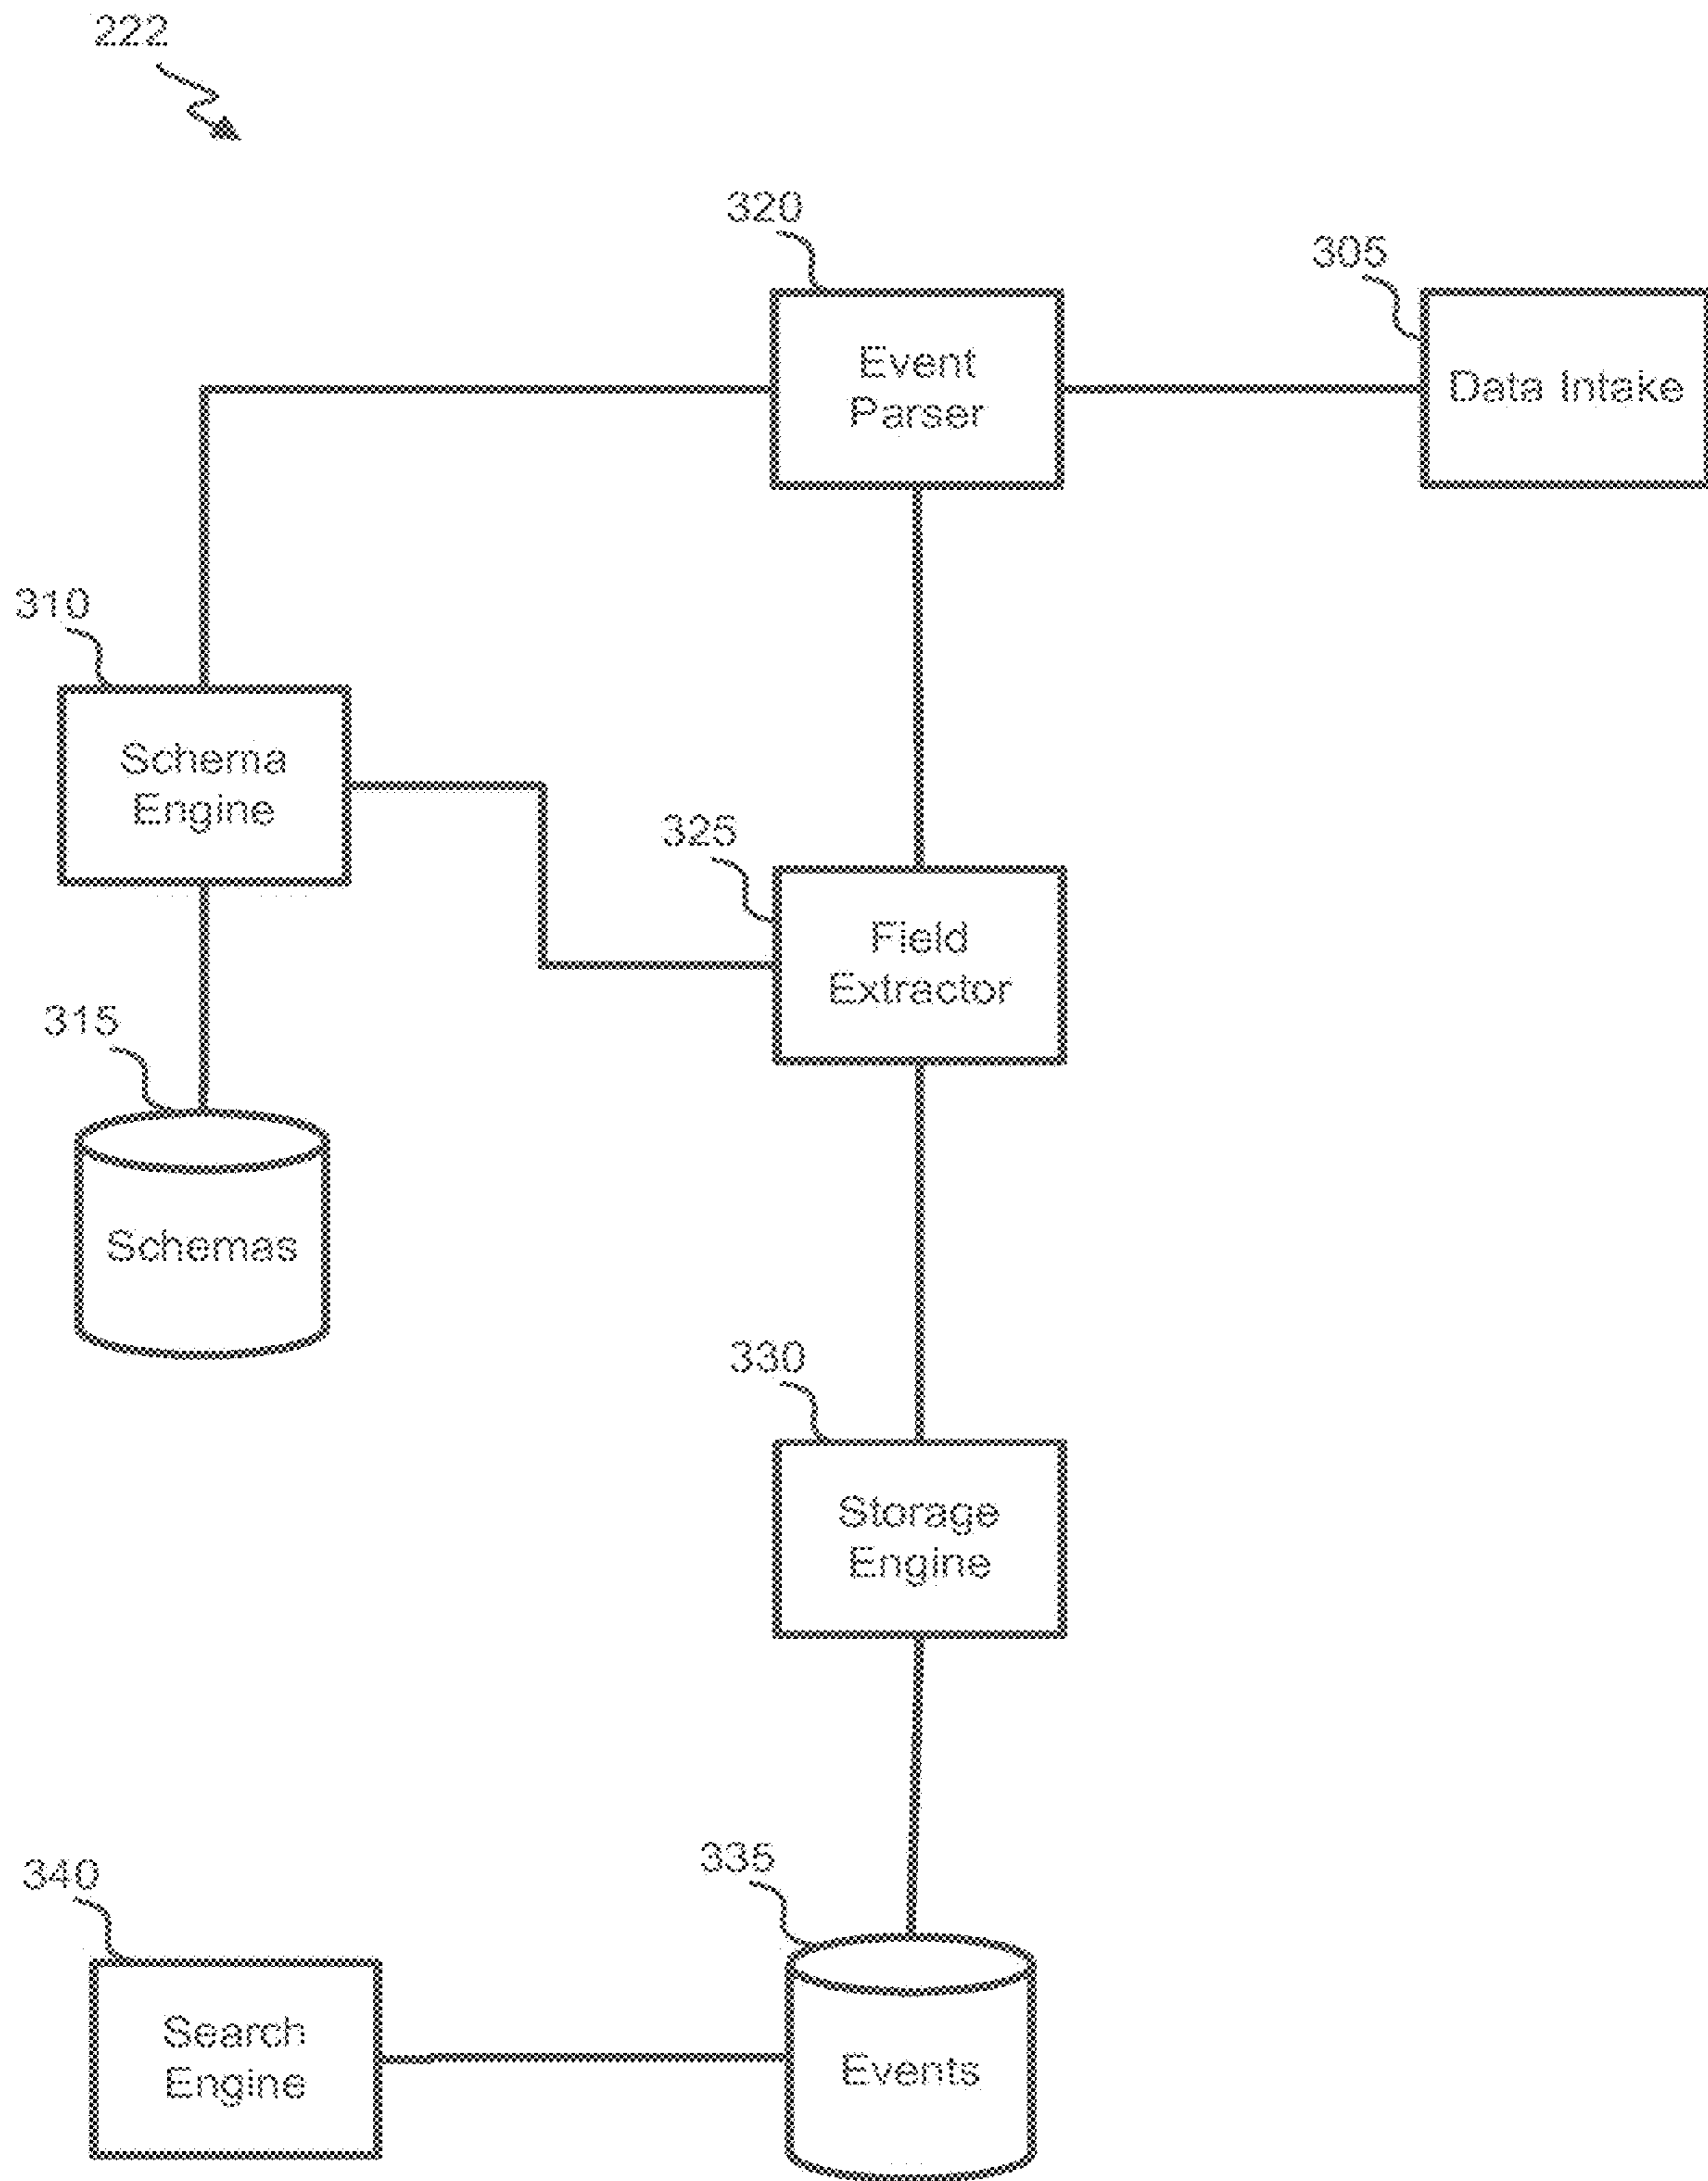 222
320
305
Event
Parser
Data Intake
310
Schema
Engine
325
Field
Extractor
315
Schemas
330
Storage
Engine
340
335
Search
Engine
Events